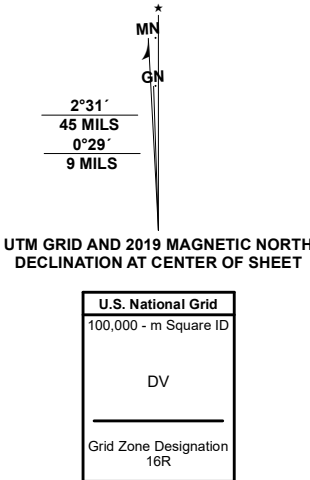 MN
GN
2°31´
45 MILS
0°29´
9 MILS
UTM GRID AND 2019 MAGNETIC NORTH
DECLINATION AT CENTER OF SHEET
U.S. National Grid
100,000 - m Square ID
DV
Grid Zone Designation
16R